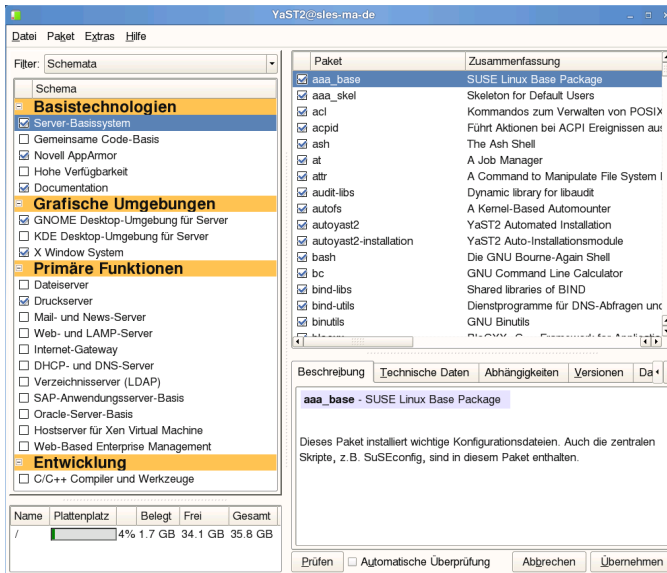 YaST2@sles-ma-de
Datei Paket Extras Hilfe
Filter: Schemata
Schema
Basistechnologien
Server-Basissystem
Gemeinsame Code-Basis
Novell AppArmor
Hohe Verfügbarkeit
Documentation
Grafische Umgebungen
GNOME Desktop-Umgebung für Server
KDE Desktop-Umgebung für Server
X Window System
Primäre Funktionen
Dateiserver
Druckserver
Mail- und News-Server
Web- und LAMP-Server
Internet-Gateway
DHCP- und DNS-Server
Verzeichnisserver (LDAP)
SAP-Anwendungsserver-Basis
Oracle-Server-Basis
Hostserver für Xen Virtual Machine
Web-Based Enterprise Management
Entwicklung
C/C++ Compiler und Werkzeuge
Name Plattenplatz Belegt Frei Gesamt
/ 4% 1.7 GB 34.1 GB 35.8 GB
Paket Zusammenfassung
aaa_base SUSE Linux Base Package
aaa_skel Skeleton for Default Users
acl Kommandos zum Verwalten von POSIX
acpid Führt Aktionen bei ACPI Ereignissen aus
ash The Ash Shell
at A Job Manager
attr A Command to Manipulate File System
audit-libs Dynamic library for libaudit
autofs A Kernel-Based Automounter
autoyast2 YaST2 Automated Installation
autoyast2-installation YaST2 Auto-Installationsmodule
bash Die GNU Bourne-Again Shell
bc GNU Command Line Calculator
bind-libs Shared libraries of BIND
bind-utils Dienstprogramme für DNS-Abfragen und
binutils GNU Binutils
Beschreibung Technische Daten Abhängigkeiten Versionen Da
aaa_base - SUSE Linux Base Package
Dieses Paket installiert wichtige Konfigurationsdateien. Auch die zentralen
Skripte, z.B. SuSEconfig, sind in diesem Paket enthalten.
Prüfen Automatische Überprüfung Abbrechen Übernehmen